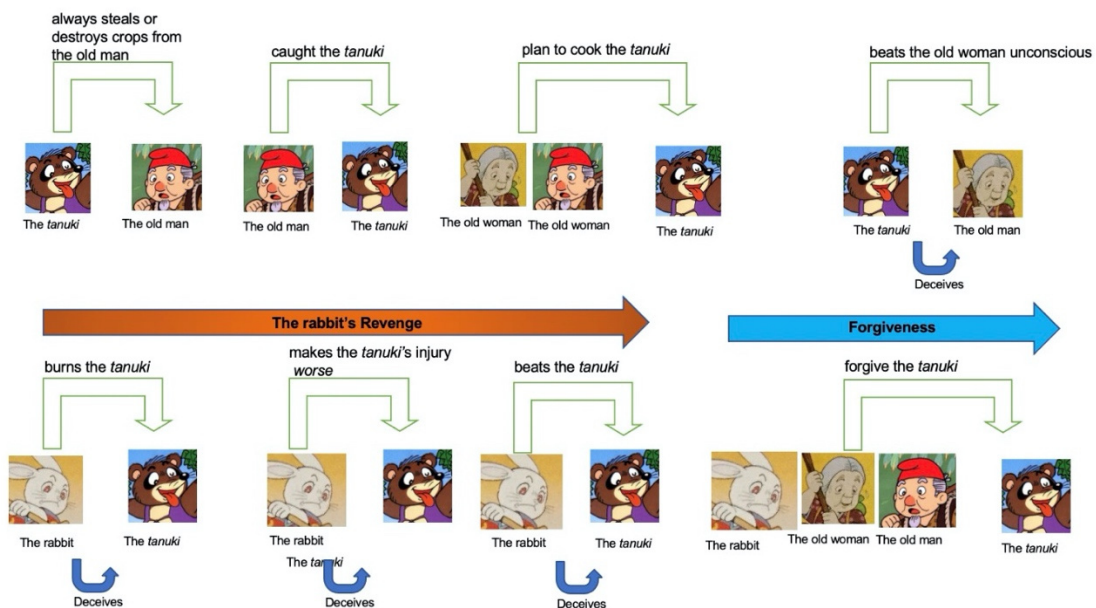 always steals or
destroys crops from
the old man
caught the tanuki
plan to cook the tanuki
beats the old woman unconscious
The tanuki
The old man
The old man
The tanuki
The old woman
The old woman
The tanuki
The tanuki
The old man
Deceives
The rabbit's Revenge
Forgiveness
burns the tanuki
makes the tanuki's injury
worse
beats the tanuki
forgive the tanuki
The rabbit
The tanuki
The rabbit
The tanuki
The rabbit
The tanuki
The rabbit
The old woman
The old man
The tanuki
Deceives
Deceives
Deceives